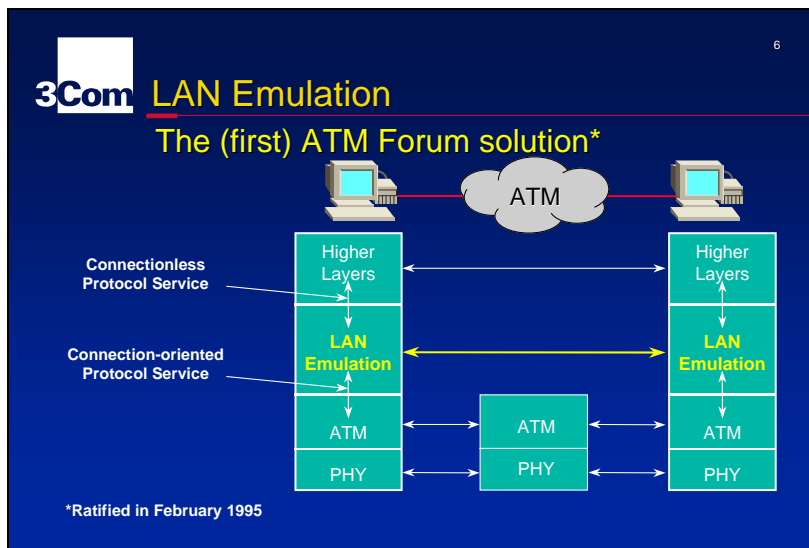 6
3Com
LAN Emulation
The (first) ATM Forum solution*
ATM
Connectionless
Protocol Service
Connection-oriented
Protocol Service
Higher
Layers
LAN
Emulation
ATM
PHY
ATM
PHY
Higher
Layers
LAN
Emulation
ATM
PHY
*Ratified in February 1995